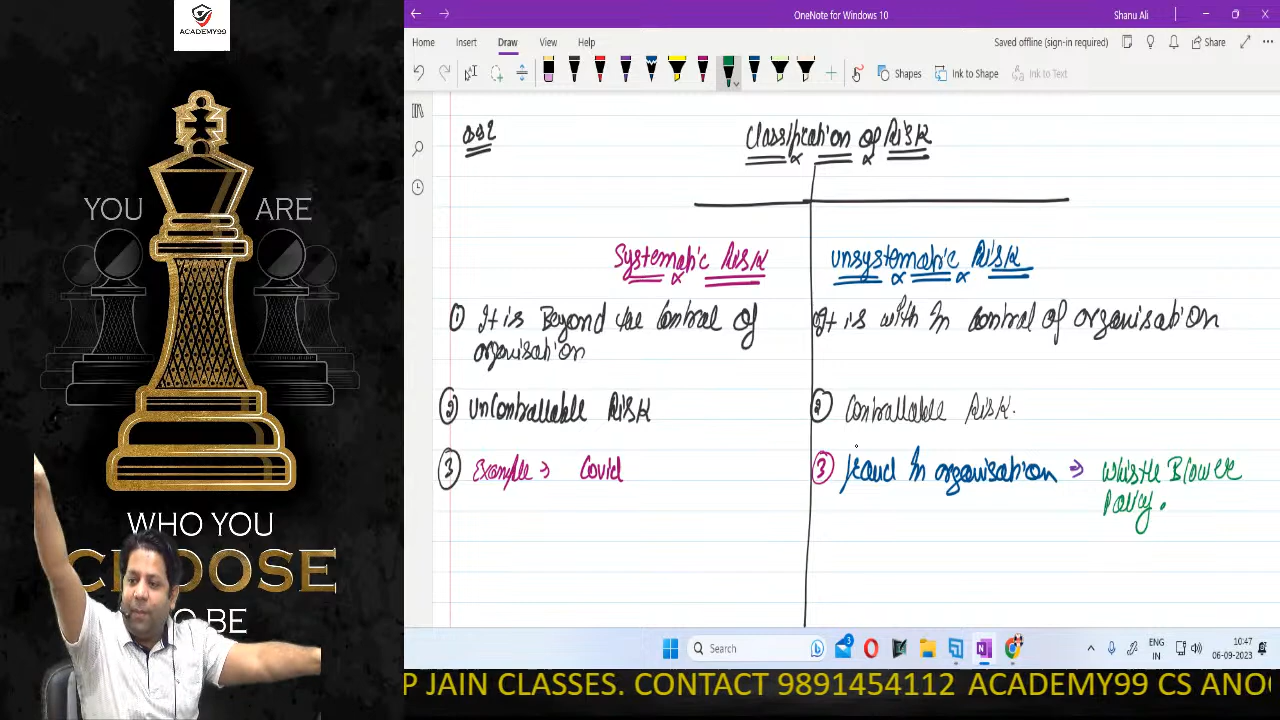 ACADEMY99
YOU ARE
WHO YOU
CHOOSE
TO BE
OneNote for Windows 10
Shanu Ali
Home Insert Draw View Help
Saved offline (sign-in required)
Share
Shapes
Ink to Shape
Ink to Text
Classification of Risk
Systematic Risk
① It is Beyond the Control of
organisation
② Uncontrallable Risk
③ Example → Covid
Unsystematic Risk
It is with in Control of organisation
② Contrallable Risk.
③ fraud In organisation ⇒ Whistle Blower
Policy.
Search
3
ENG
IN
10:47
06-09-2023
P JAIN CLASSES. CONTACT 9891454112 ACADEMY99 CS ANO